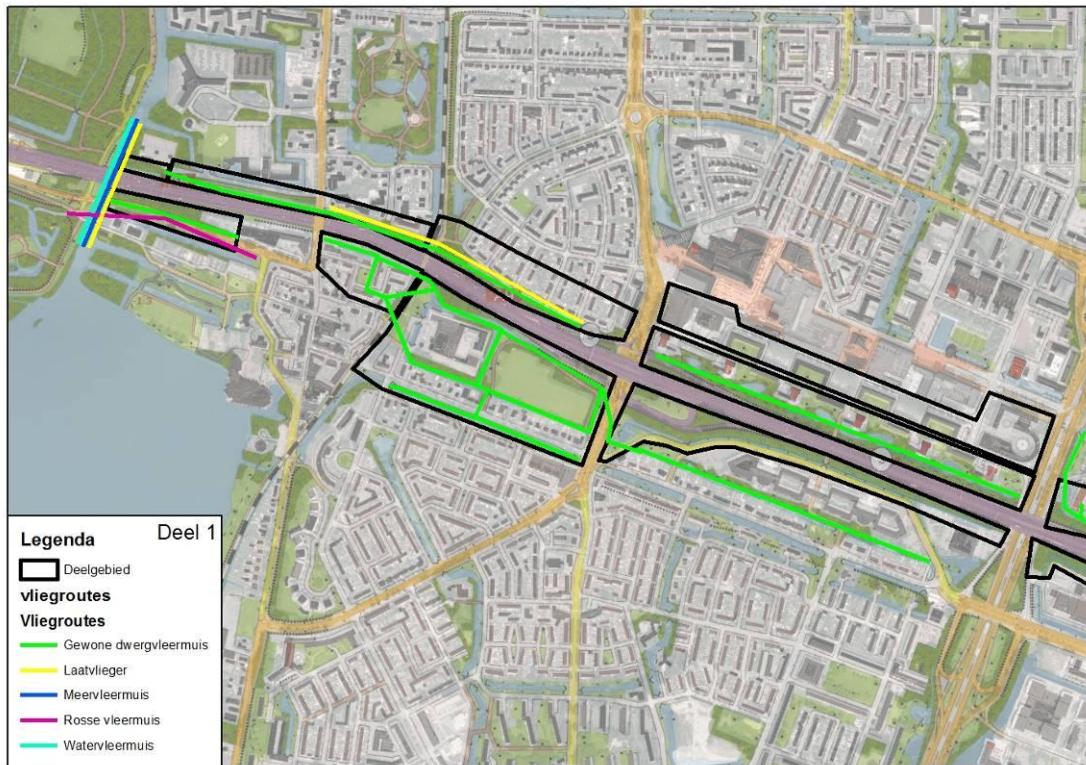 Legenda
Deel 1
Deelgebied
vliegroutes
Vliegroutes
Gewone dwergvleermuis
Laatvlieger
Meervleermuis
Rosse vleermuis
Watervleermuis